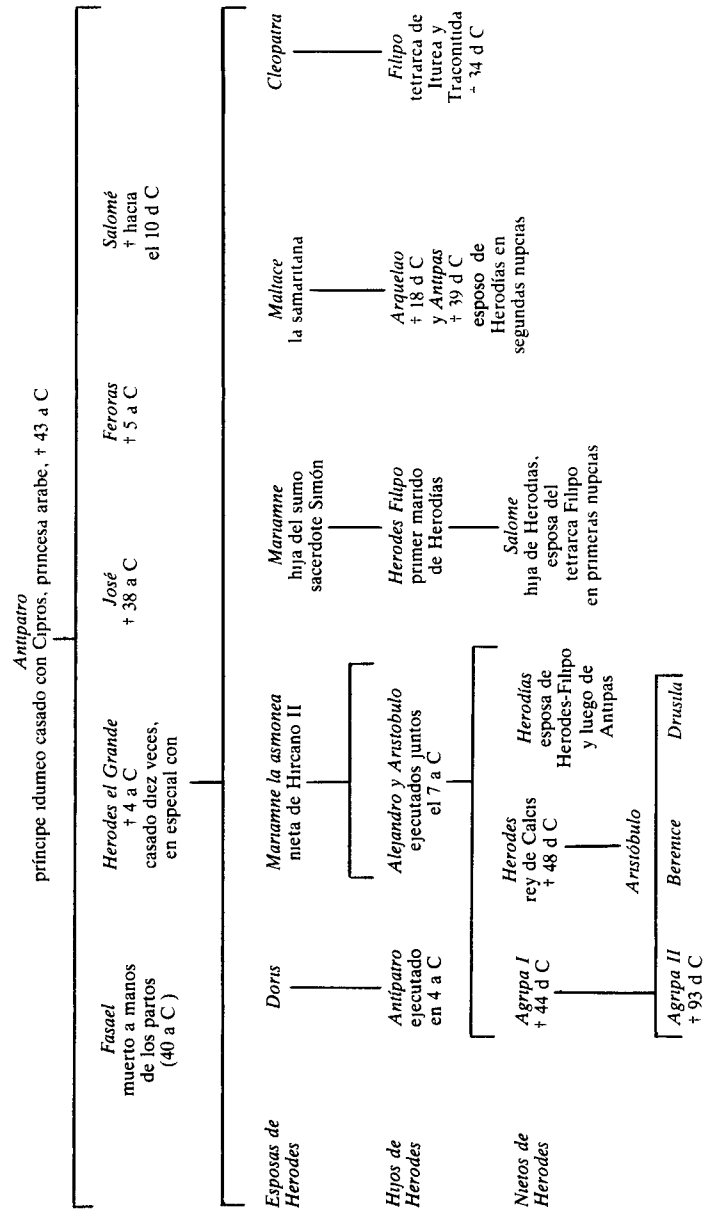 Antipatro
príncipe idumeo casado con Cipros, princesa arabe, † 43 a C
Fasael
muerto a manos
de los partos
(40 a C )
Herodes el Grande
† 4 a C
casado diez veces,
en especial con
José
† 38 a C
Feroras
† 5 a C
Salomé
† hacia
el 10 d C
Esposas de
Herodes
Doris
Mariamne la asmonea
nieta de Hircano II
Mariamne
hija del sumo
sacerdote Simón
Maltace
la samaritana
Cleopatra
Hijos de
Herodes
Antípatro
ejecutado
en 4 a C
Alejandro y Aristobulo
ejecutados juntos
el 7 a C
Herodes Filipo
primer marido
de Herodías
Arquelao
† 18 d C
y Antipas
† 39 d C
esposo de
Herodías en
segundas nupcias
Filipo
tetrarca de
Iturea y
Traconitida
† 34 d C
Nietos de
Herodes
Agripa I
† 44 d C
Herodes
rey de Calcis
† 48 d C
Herodías
esposa de
Herodes-Filipo
y luego de
Antipas
Salome
hija de Herodias,
esposa del
tetrarca Filipo
en primeras nupcias
Aristóbulo
Agripa II
† 93 d C
Berenice
Drusila